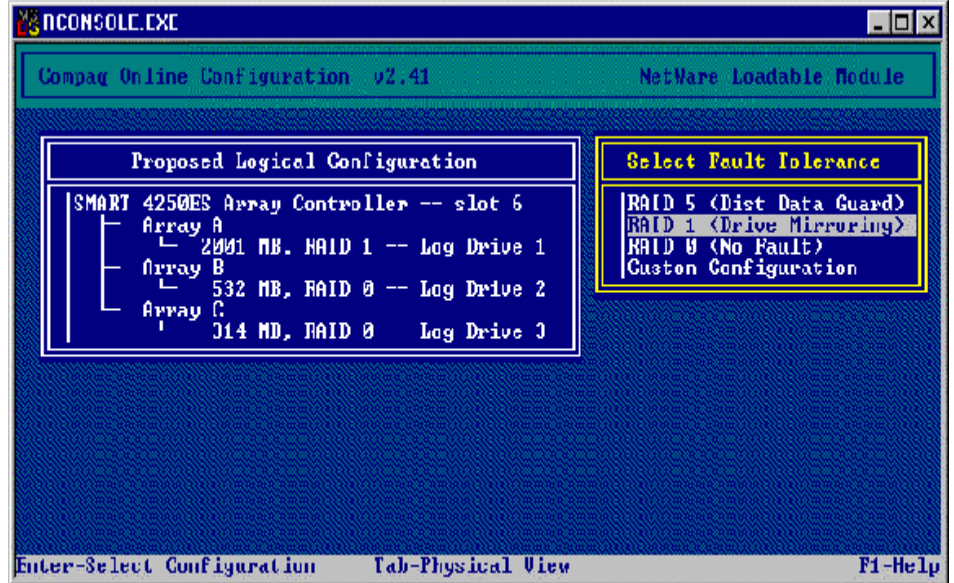 RCONSOLE.EXE
Compaq Online Configuration v2.41 NetWare Loadable Module
Proposed Logical Configuration
SMART 4250ES Array Controller -- slot 6
Array A
2001 MB, RAID 1 -- Log Drive 1
Array B
532 MB, RAID 0 -- Log Drive 2
Array C
RAID 0 Log Drive 3
Select Fault Tolerance
RAID 5 (Dist Data Guard)
RAID 1 (Drive Mirroring)
RAID 0 (No Fault)
Custom Configuration
Enter-Select Configuration Tab-Physical View F1-Help